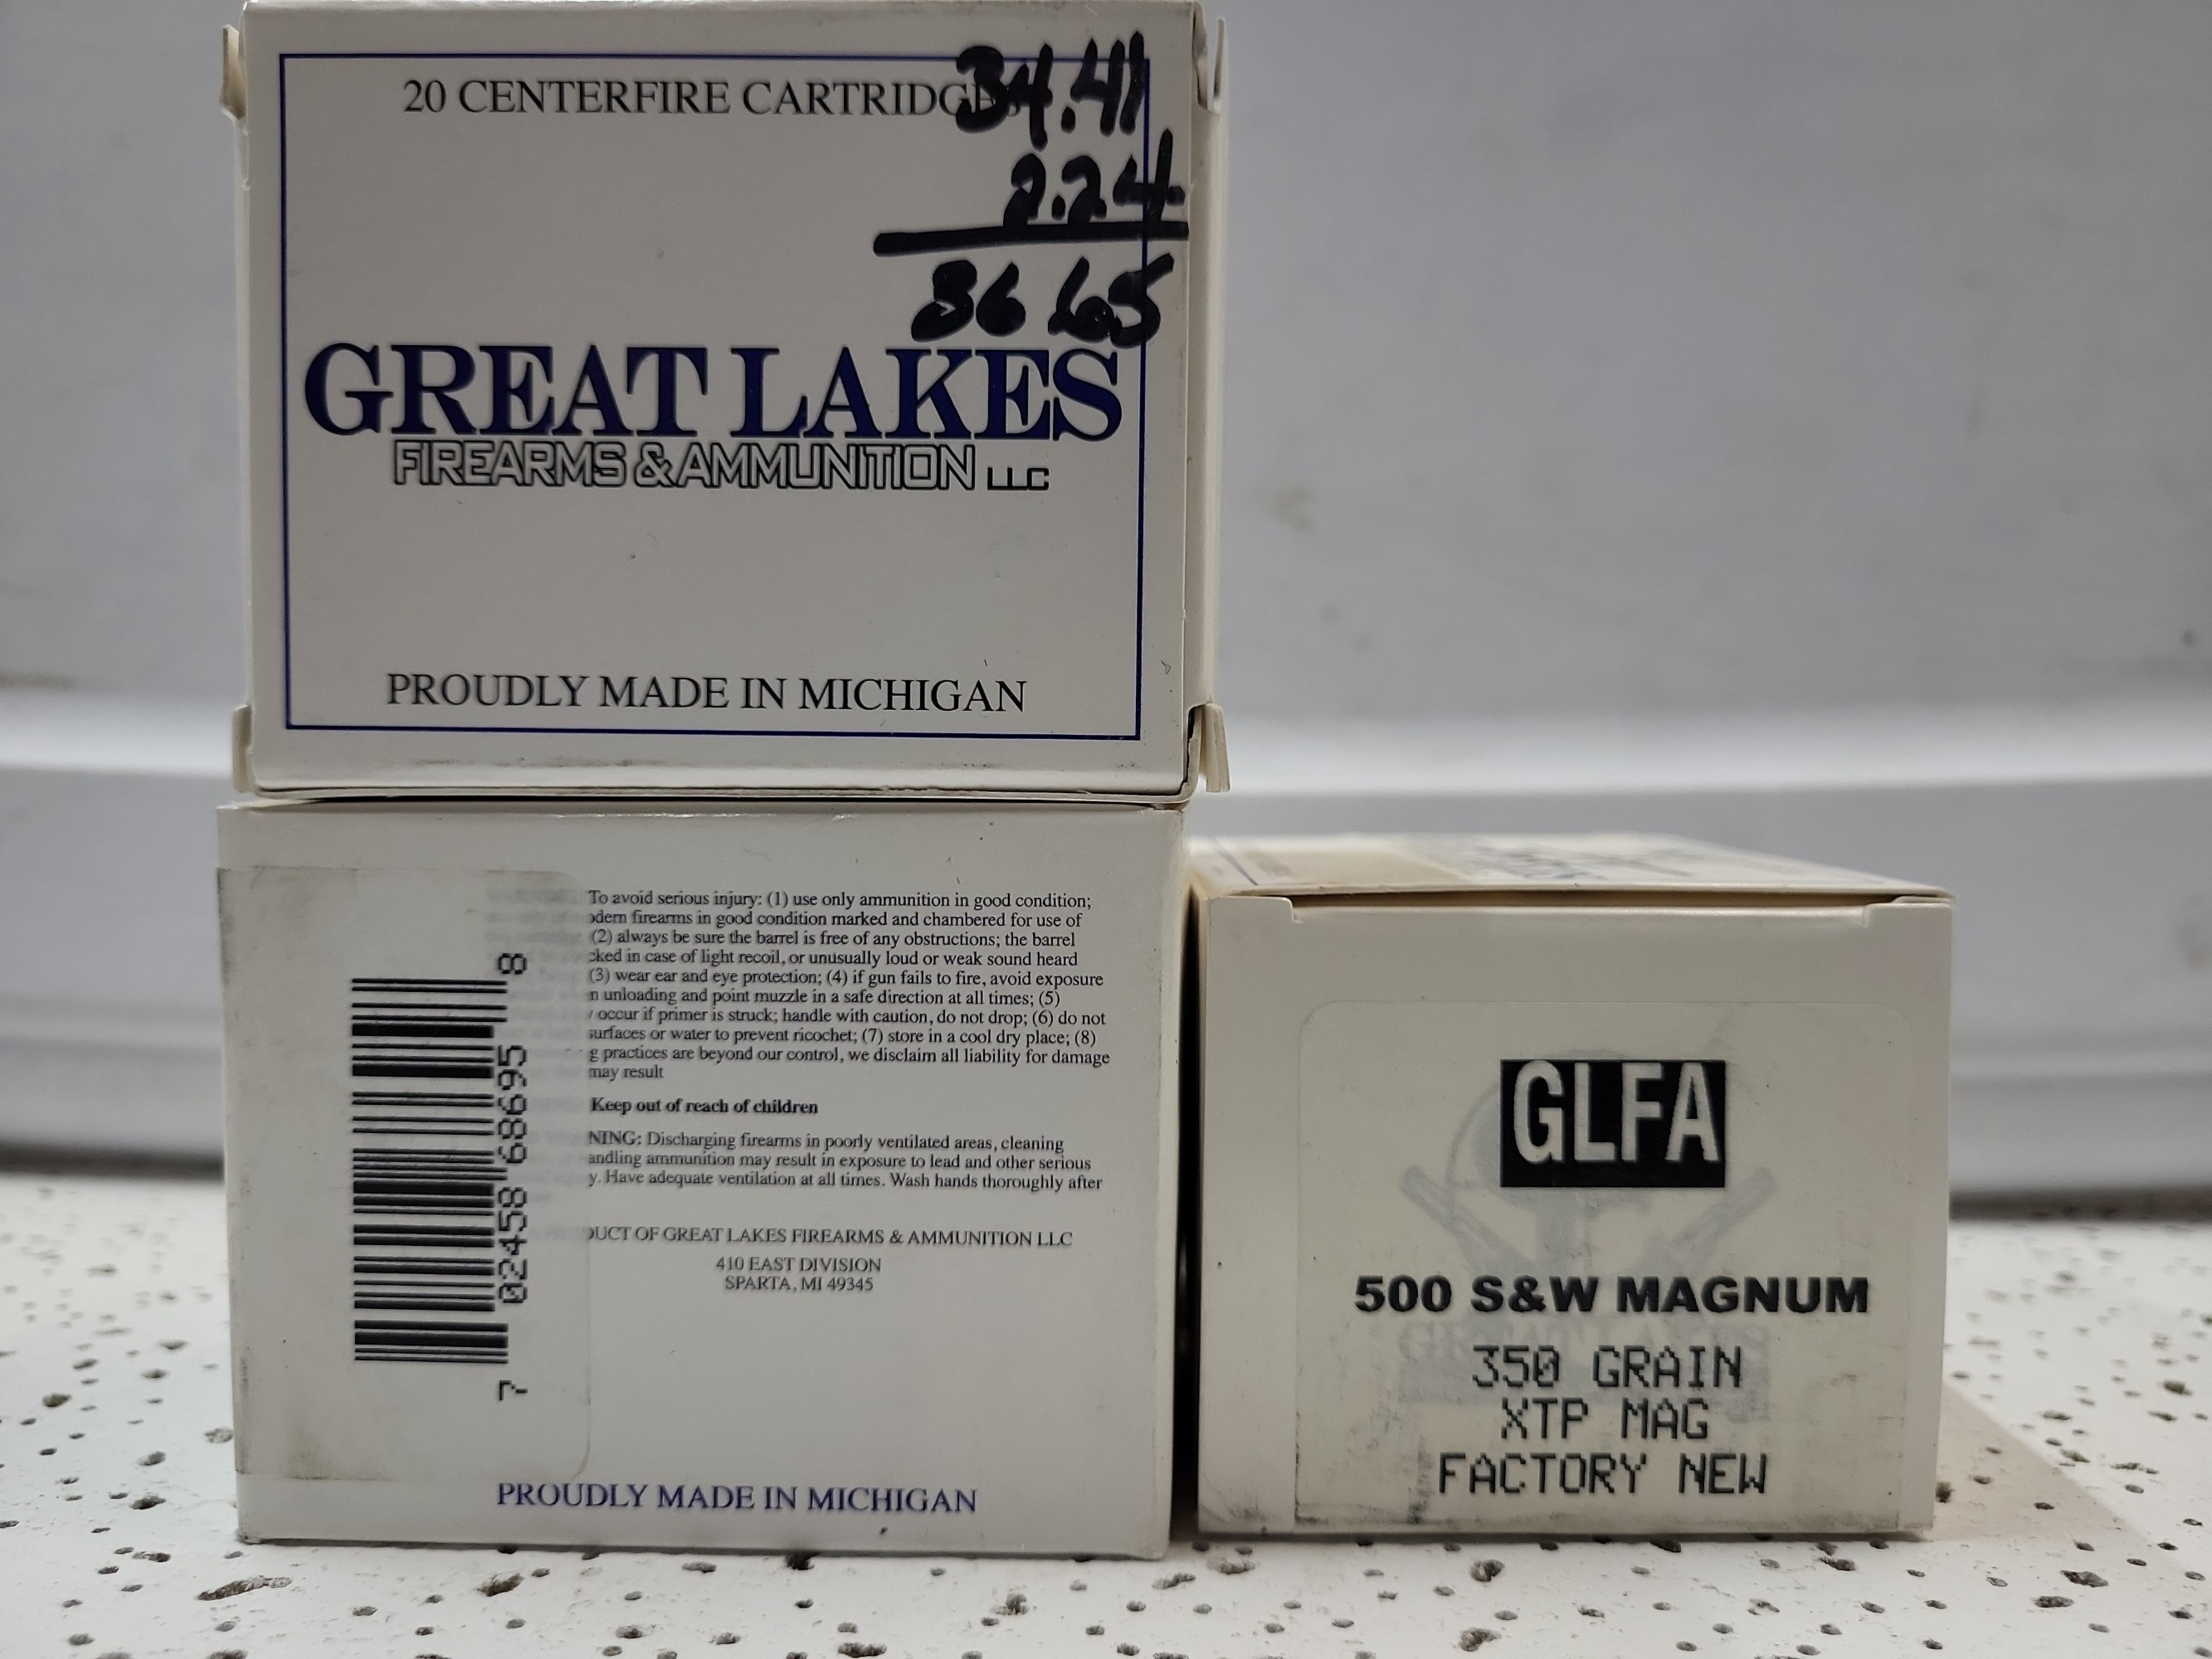 20 CENTERFIRE CARTRIDGES
34.41
2.24
36 65
GREAT LAKES
FIREARMS & AMMUNITION LLC
PROUDLY MADE IN MICHIGAN
To avoid serious injury: (1) use only ammunition in good condition;
firearms in good condition marked and chambered for use of
(2) always be sure the barrel is free of any obstructions; the barrel
in case of light recoil, or unusually loud or weak sound heard
(3) wear ear and eye protection; (4) if gun fails to fire, avoid exposure
unloading and point muzzle in a safe direction at all times; (5)
occur if primer is struck; handle with caution, do not drop; (6) do not
surfaces or water to prevent ricochet; (7) store in a cool dry place; (8)
g practices are beyond our control, we disclaim all liability for damage
may result
Keep out of reach of children
NING: Discharging firearms in poorly ventilated areas, cleaning
andling ammunition may result in exposure to lead and other serious
y. Have adequate ventilation at all times. Wash hands thoroughly after
DUCT OF GREAT LAKES FIREARMS & AMMUNITION LLC
410 EAST DIVISION
SPARTA, MI 49345
7 02458 68695 8
PROUDLY MADE IN MICHIGAN
GLFA
500 S&W MAGNUM
350 GRAIN
XTP MAG
FACTORY NEW
GREAT LAKES